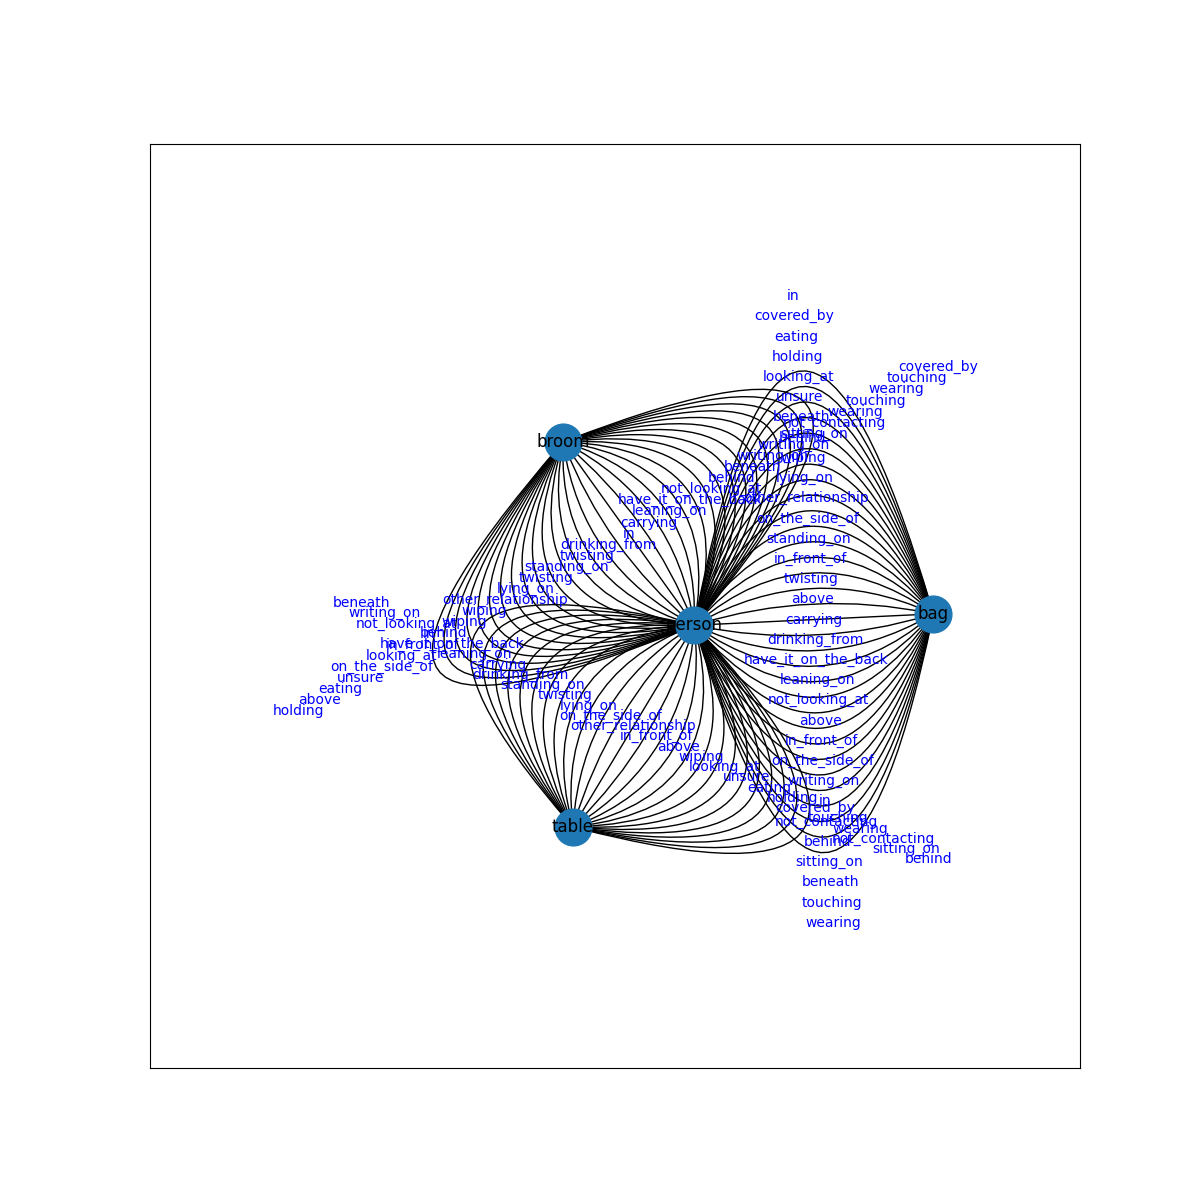 in
covered_by
eating
holding
looking_at
unsure
beneath
covered_by
touching
wearing
touching
wearing
not_contacting
sitting_on
behind
writing_on
writing_on
wiping
beneath
behind
lying_on
not_looking_at
other_relationship
have_it_on_the_back
leaning_on
on_the_side_of
carrying
in
standing_on
drinking_from
twisting
in_front_of
standing_on
twisting
twisting
lying_on
above
other_relationship
wiping
carrying
broom
erson
bag
table
drinking_from
have_it_on_the_back
leaning_on
not_looking_at
above
in_front_of
on_the_side_of
writing_on
in
beneath
writing_on
not_looking_at
wiping
behind
in_front_of
have_it_on_the_back
looking_at
leaning_on
on_the_side_of
carrying
unsure
drinking_from
eating
standing_on
above
twisting
holding
lying_on
on_the_side_of
other_relationship
in_front_of
above
wiping
looking_at
unsure
eating
holding
covered_by
touching
not_contacting
wearing
behind
not_contacting
sitting_on
behind
sitting_on
beneath
touching
wearing